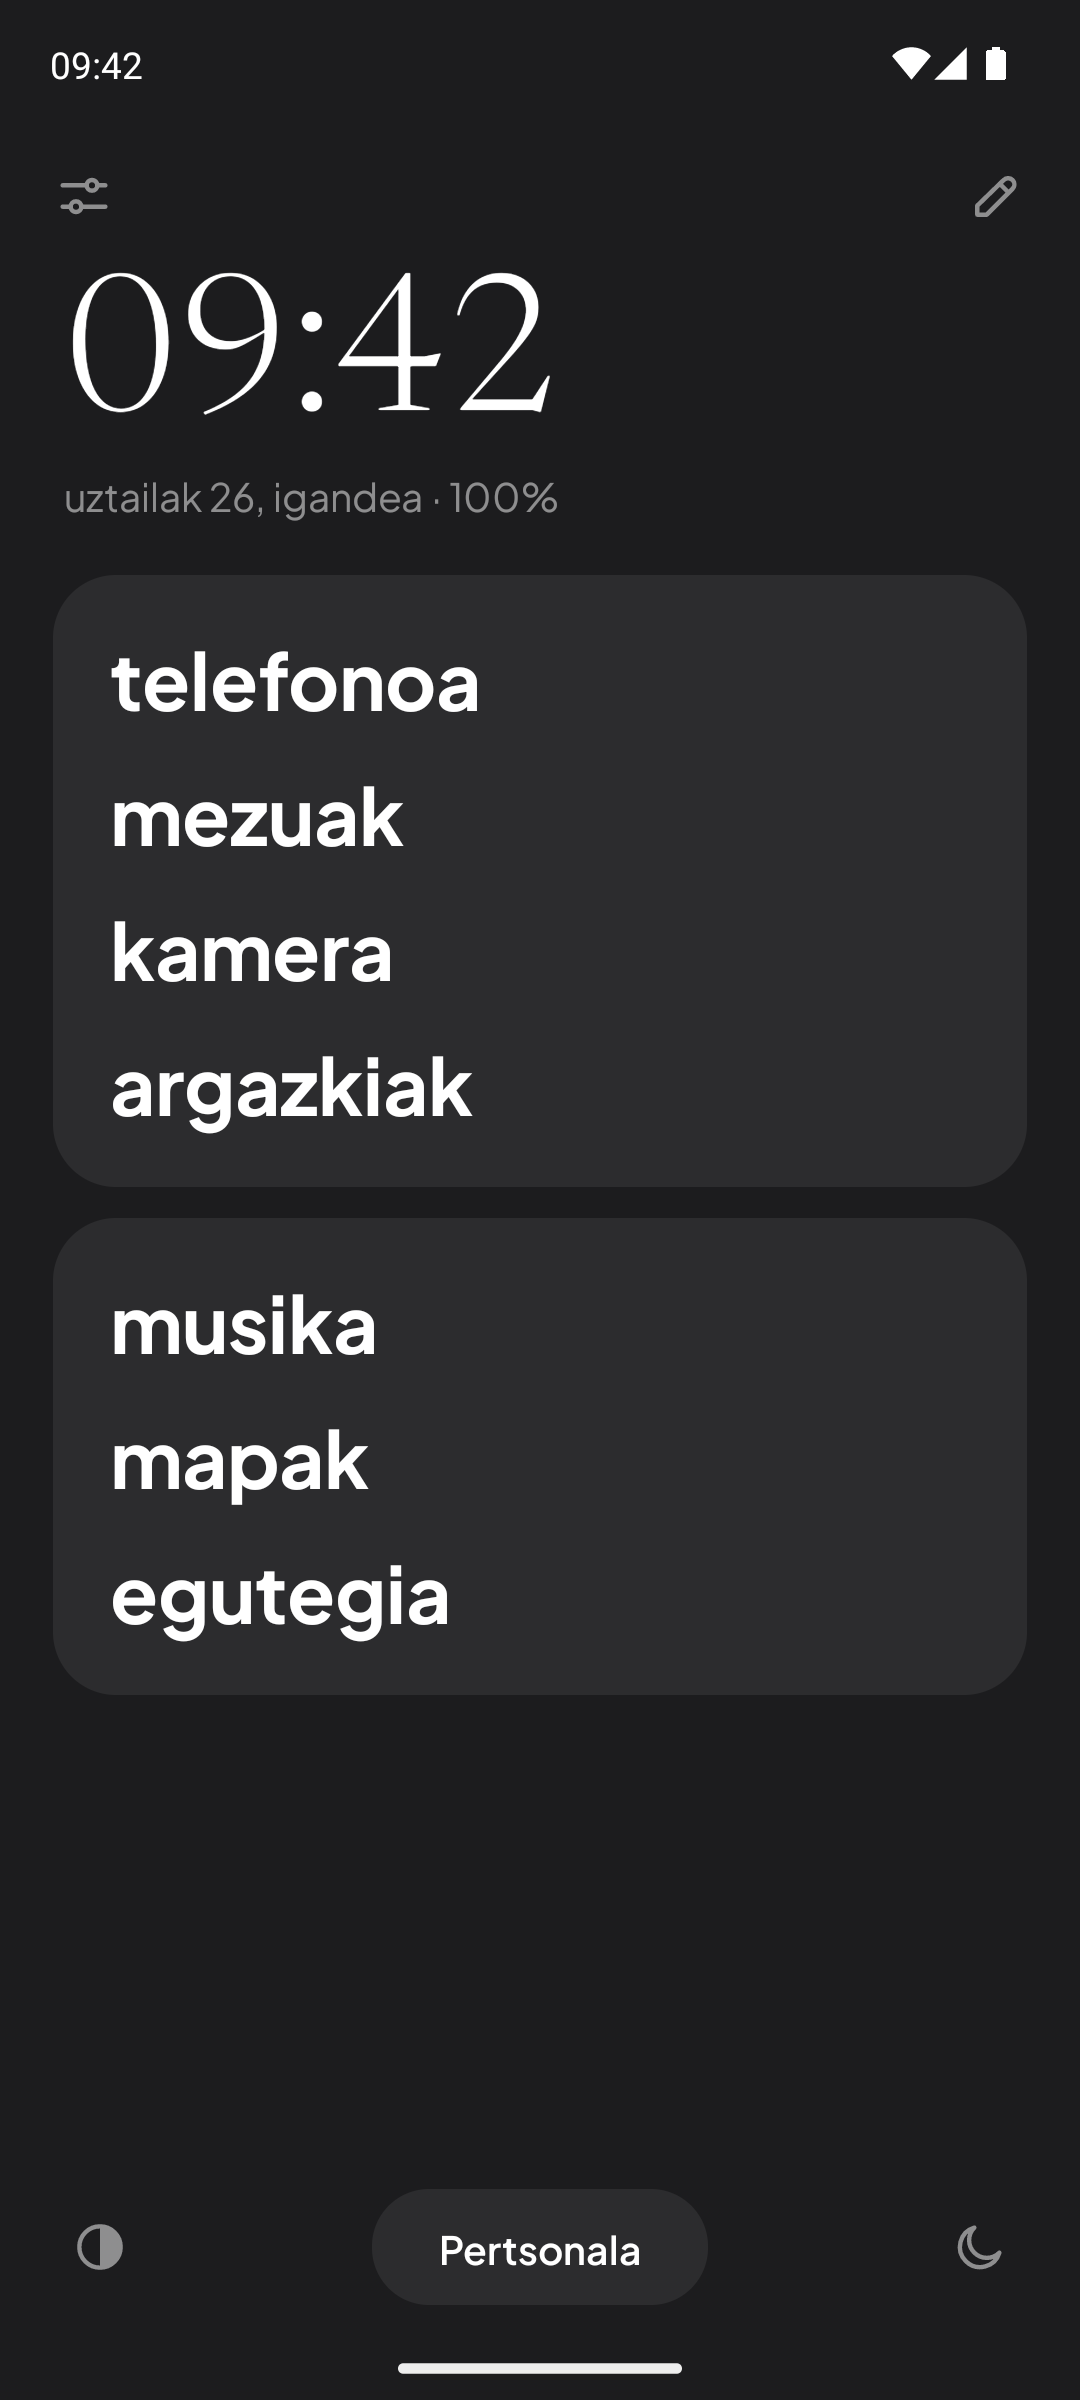 09:42
09:42
uztailak 26, igandea · 100%
telefonoa
mezuak
kamera
argazkiak
musika
mapak
egutegia
Pertsonala